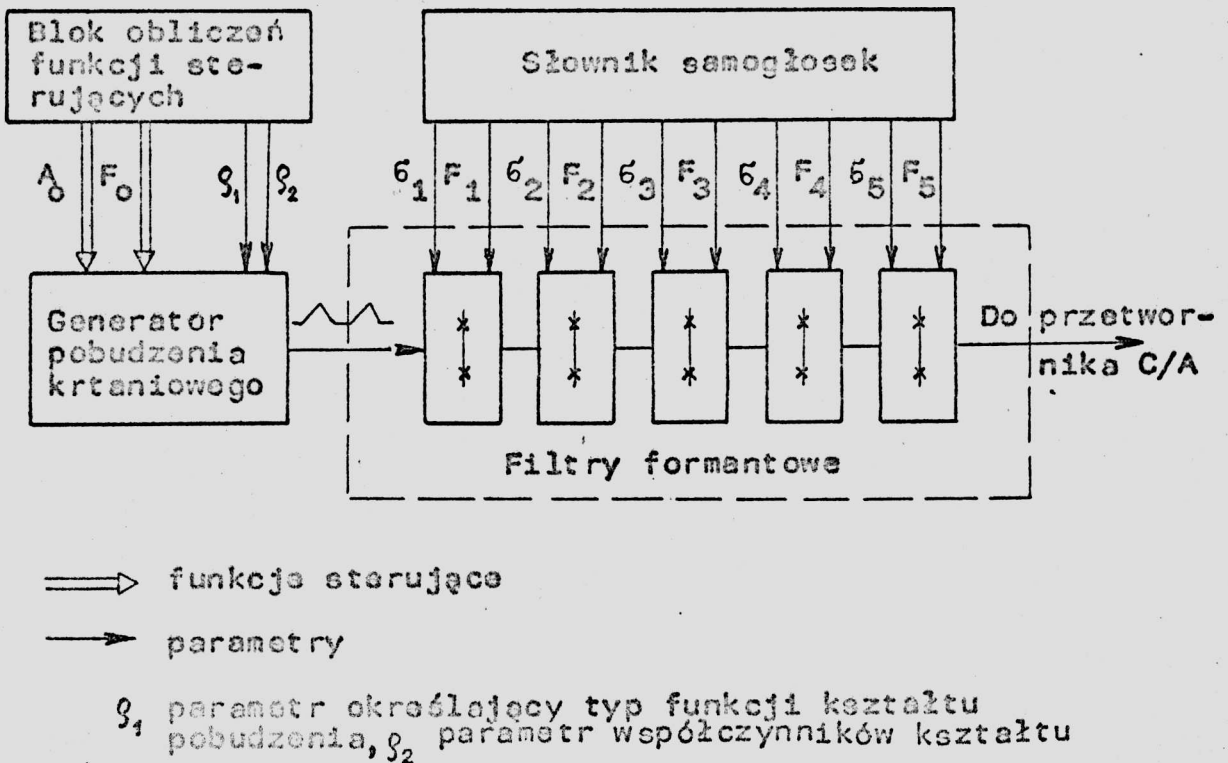 Blok obliczeń
funkcji ste-
rujących
Słownik samogłosek
A₀ F₀ ρ₁ ρ₂
σ₁ F₁ σ₂ F₂ σ₃ F₃ σ₄ F₄ σ₅ F₅
Generator
pobudzenia
krtaniowego
Do przetwor-
nika C/A
Filtry formantowe
funkcje sterujące
parametry
ρ₁ parametr określający typ funkcji kształtu
pobudzenia, ρ₂ parametr współczynników kształtu